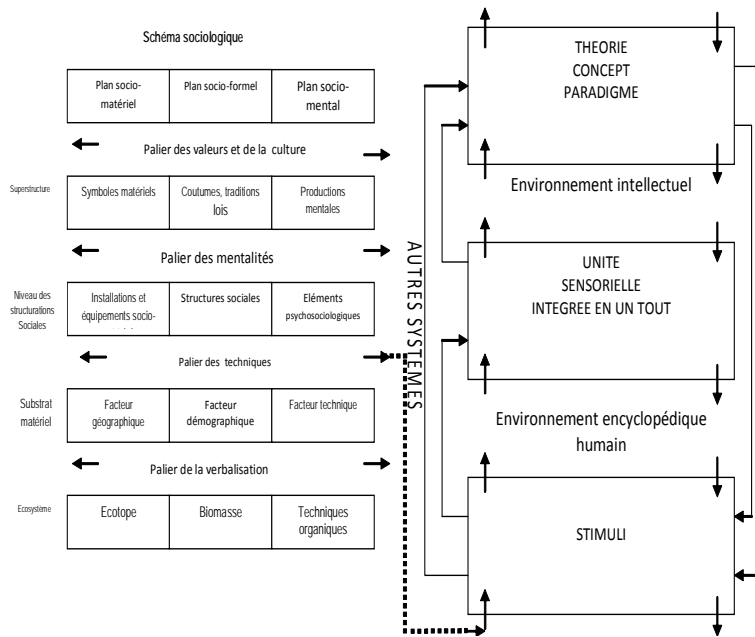 Schéma sociologique
Plan socio-
matériel
Plan socio-formel
Plan socio-
mental
Palier des valeurs et de la culture
Superstructure
Symboles matériels
Coutumes, traditions
lois
Productions
mentales
Palier des mentalités
Niveau des
structurations
Sociales
Installations et
équipements socio-
Structures sociales
Eléments
psychosociologiques
Palier des techniques
Substrat
matériel
Facteur
géographique
Facteur
démographique
Facteur technique
Palier de la verbalisation
Ecosystème
Ecotope
Biomasse
Techniques
organiques
AUTRES SYSTEMES
THEORIE
CONCEPT
PARADIGME
Environnement intellectuel
UNITE
SENSORIELLE
INTEGREE EN UN TOUT
Environnement encyclopédique
humain
STIMULI